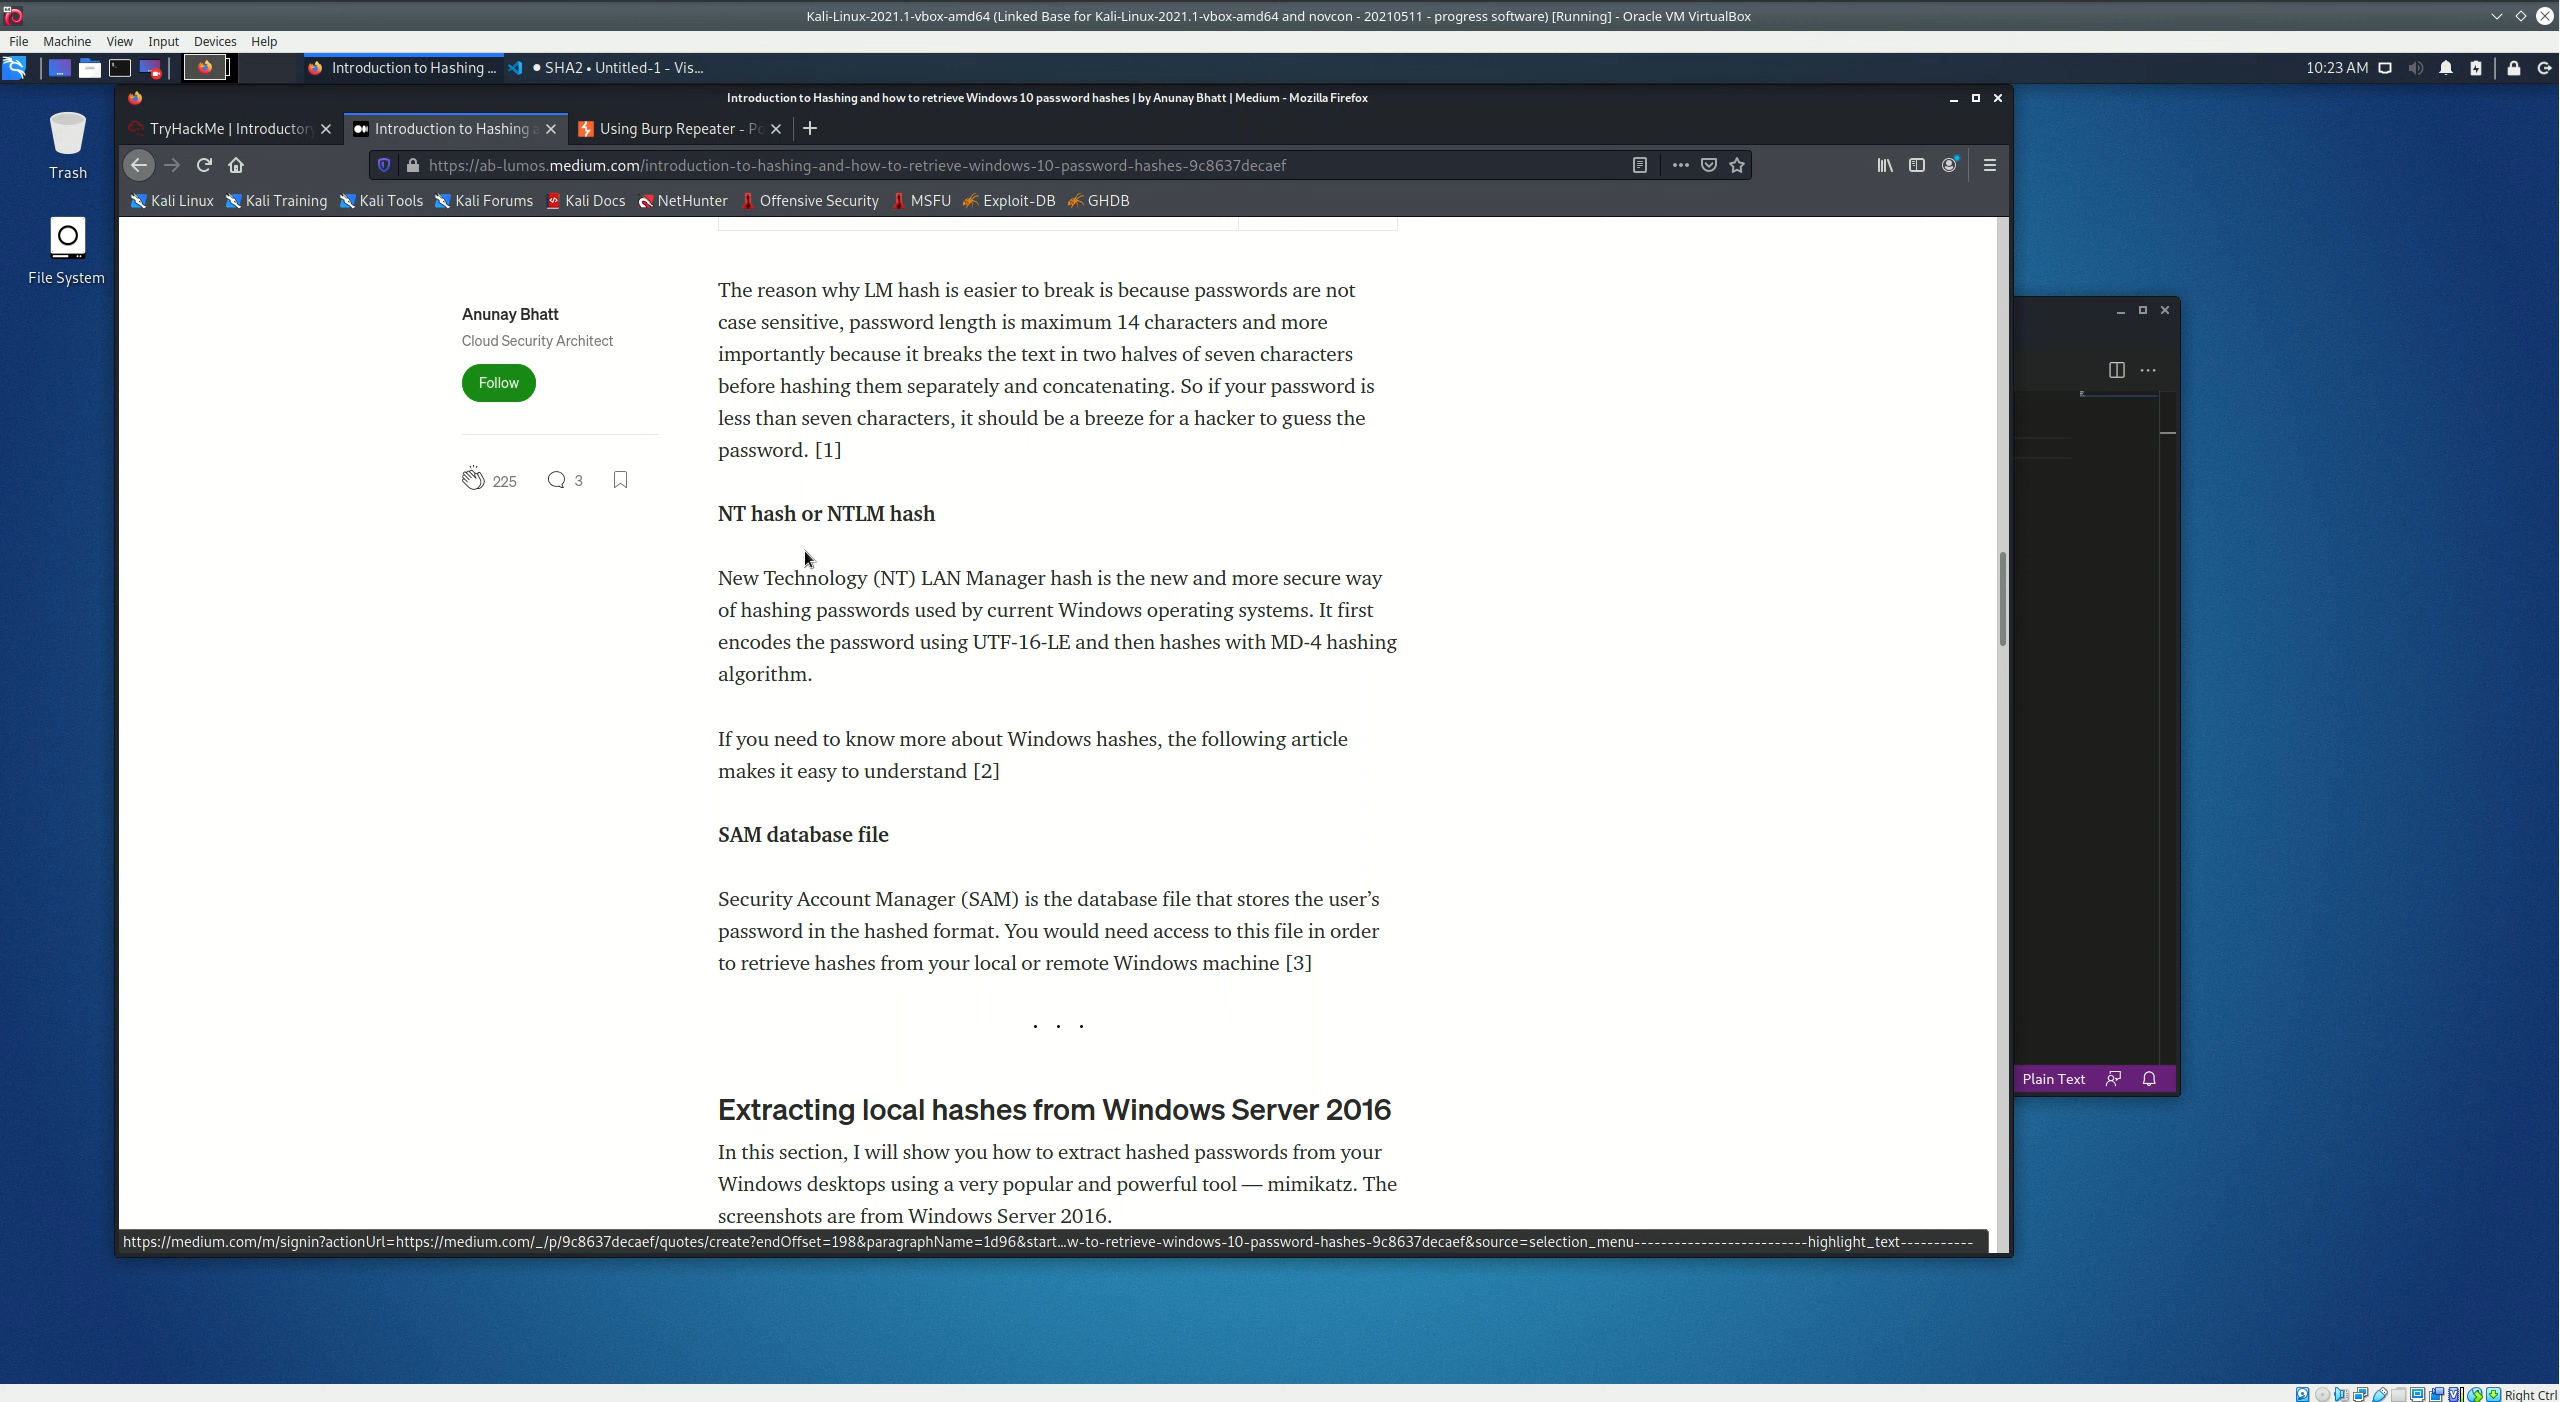 Kali-Linux-2021.1-vbox-amd64 (Linked Base for Kali-Linux-2021.1-vbox-amd64 and novcon - 20210511 - progress software) [Running] - Oracle VM VirtualBox
File Machine View Input Devices Help
Introduction to Hashing ... SHA2 • Untitled-1 - Vis... 10:23 AM
Introduction to Hashing and how to retrieve Windows 10 password hashes | by Anunay Bhatt | Medium - Mozilla Firefox
TryHackMe | Introductor Introduction to Hashing a Using Burp Repeater - Po
https://ab-lumos.medium.com/introduction-to-hashing-and-how-to-retrieve-windows-10-password-hashes-9c8637decaef
Kali Linux Kali Training Kali Tools Kali Forums Kali Docs NetHunter Offensive Security MSFU Exploit-DB GHDB
Trash
File System
Anunay Bhatt
Cloud Security Architect
Follow
225 3
The reason why LM hash is easier to break is because passwords are not
case sensitive, password length is maximum 14 characters and more
importantly because it breaks the text in two halves of seven characters
before hashing them separately and concatenating. So if your password is
less than seven characters, it should be a breeze for a hacker to guess the
password. [1]
NT hash or NTLM hash
New Technology (NT) LAN Manager hash is the new and more secure way
of hashing passwords used by current Windows operating systems. It first
encodes the password using UTF-16-LE and then hashes with MD-4 hashing
algorithm.
If you need to know more about Windows hashes, the following article
makes it easy to understand [2]
SAM database file
Security Account Manager (SAM) is the database file that stores the user’s
password in the hashed format. You would need access to this file in order
to retrieve hashes from your local or remote Windows machine [3]
. . .
Extracting local hashes from Windows Server 2016
In this section, I will show you how to extract hashed passwords from your
Windows desktops using a very popular and powerful tool — mimikatz. The
screenshots are from Windows Server 2016.
https://medium.com/m/signin?actionUrl=https://medium.com/_/p/9c8637decaef/quotes/create?endOffset=198&paragraphName=1d96&start...w-to-retrieve-windows-10-password-hashes-9c8637decaef&source=selection_menu--------------------------highlight_text-----------
Plain Text
Right Ctrl